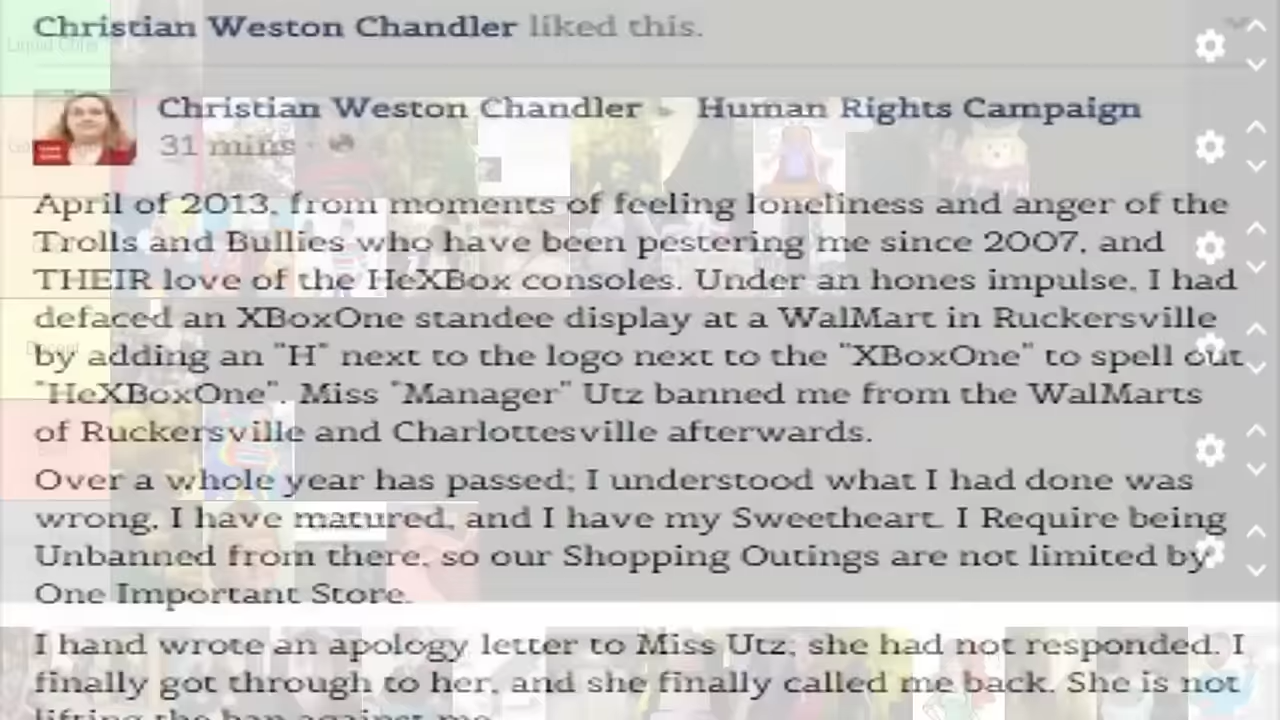 Christian Weston Chandler liked this.
Christian Weston Chandler Human Rights Campaign
31 mins ·
April of 2013, from moments of feeling loneliness and anger of the
Trolls and Bullies who have been pestering me since 2007, and
THEIR love of the HeXBox consoles. Under an hones impulse, I had
defaced an XBoxOne standee display at a WalMart in Ruckersville
by adding an "H" next to the logo next to the "XBoxOne" to spell out
"HeXBoxOne". Miss "Manager" Utz banned me from the WalMarts
of Ruckersville and Charlottesville afterwards.
Over a whole year has passed; I understood what I had done was
wrong, I have matured, and I have my Sweetheart. I Require being
Unbanned from there, so our Shopping Outings are not limited by
One Important Store.
I hand wrote an apology letter to Miss Utz; she had not responded. I
finally got through to her, and she finally called me back. She is not
lifting the ban against me